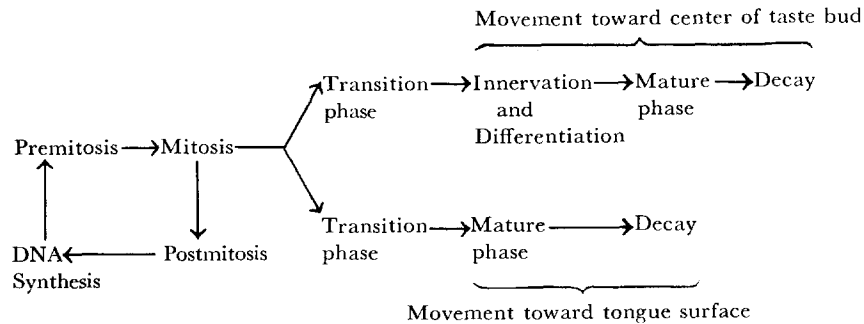 Movement toward center of taste bud
Transition phase
Innervation and Differentiation
Mature phase
Decay
Premitosis
Mitosis
Transition phase
Mature phase
Decay
DNA Synthesis
Postmitosis
Movement toward tongue surface